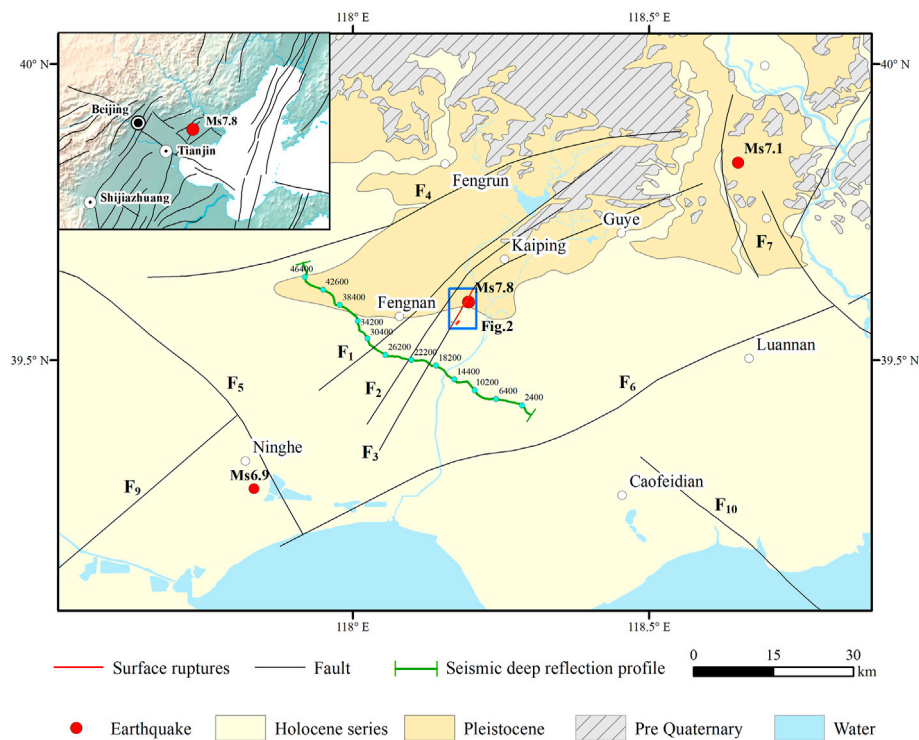 118° E
118.5° E
40° N
40° N
Beijing
Ms7.8
Tianjin
Shijiazhuang
Ms7.1
F4
Fengrun
Guye
F7
Kaiping
46400
42600
Ms7.8
38400
Fengnan
34200
Fig.2
30400
F1
26200
22200
Luannan
39.5° N
39.5° N
18200
F5
F2
14400
F6
10200
6400
2400
Ninghe
F3
Ms6.9
F9
Caofeidian
F10
118° E
118.5° E
Surface ruptures
Fault
Seismic deep reflection profile
0 15 30
km
Earthquake
Holocene series
Pleistocene
Pre Quaternary
Water